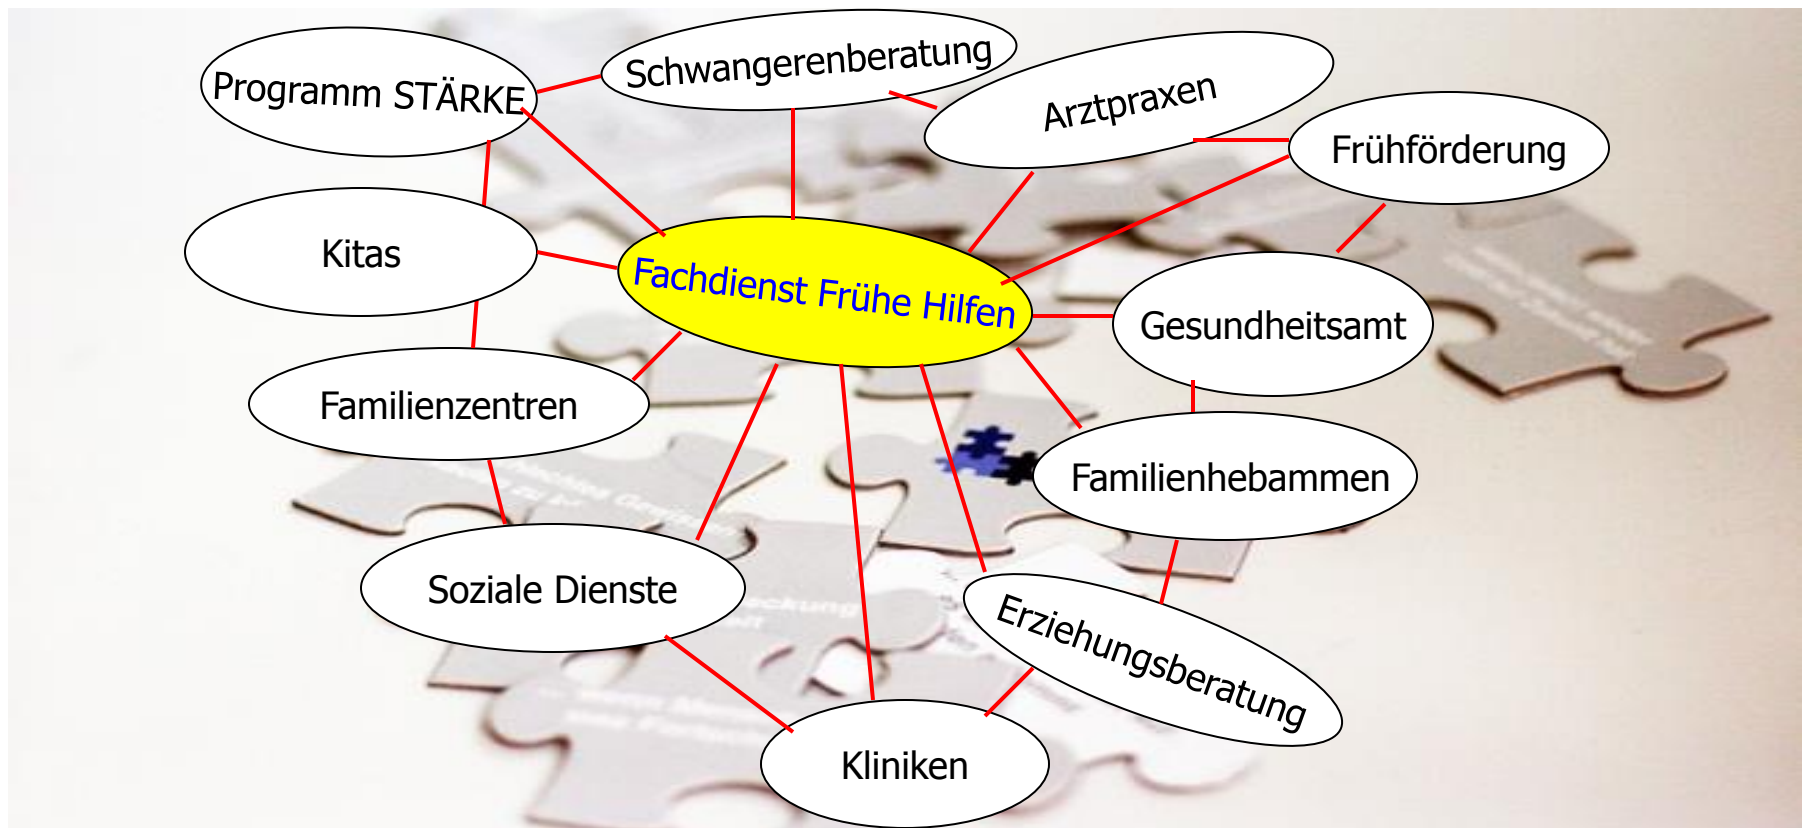 Programm STÄRKE
Schwangerenberatung
Arztpraxen
Frühförderung
Kitas
Fachdienst Frühe Hilfen
Gesundheitsamt
Familienzentren
Familienhebammen
Soziale Dienste
Erziehungsberatung
Kliniken